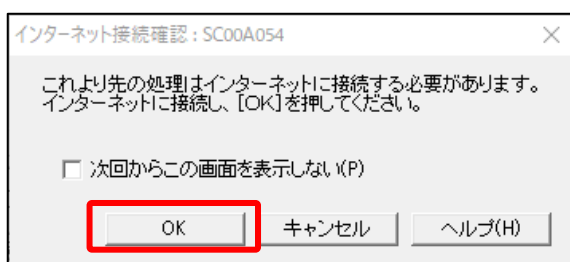 インターネット接続確認 : SC00A054
これより先の処理はインターネットに接続する必要があります。
インターネットに接続し、[OK]を押してください。
次回からこの画面を表示しない(P)
OK キャンセル ヘルプ(H)